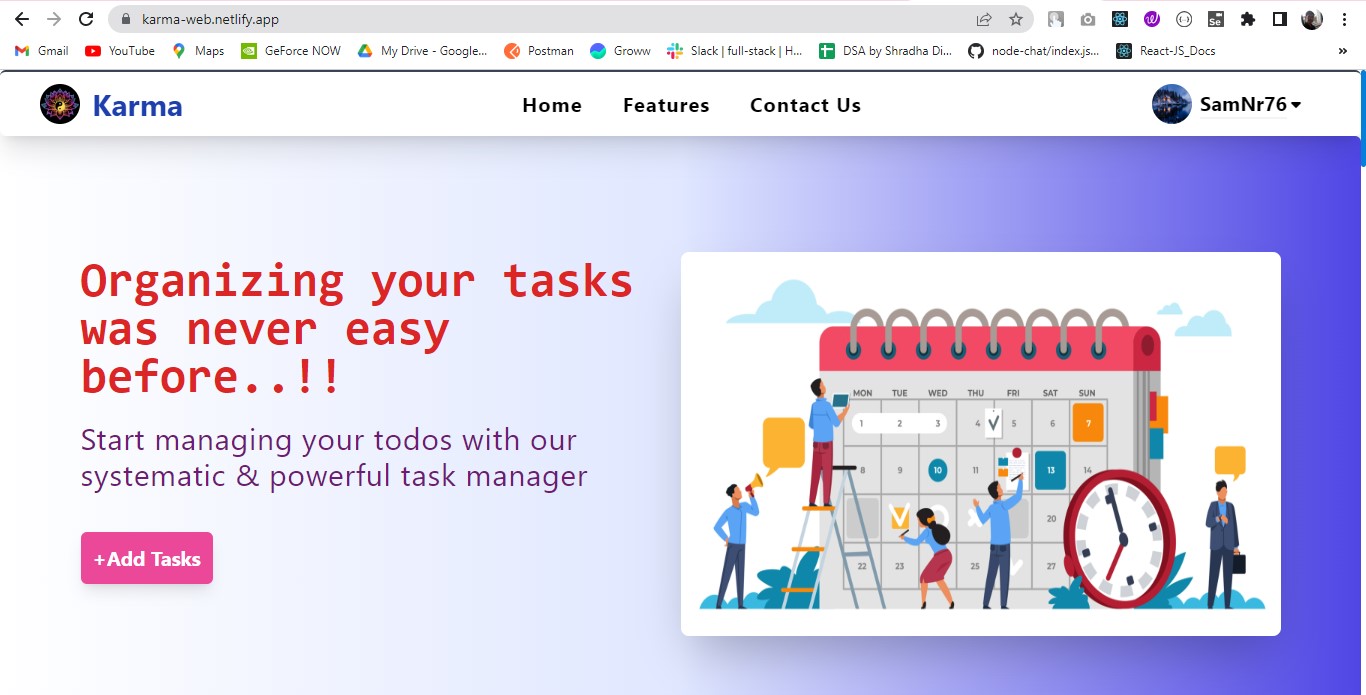 karma-web.netlify.app
Gmail YouTube Maps GeForce NOW My Drive - Google... Postman Groww Slack | full-stack | H... DSA by Shradha Di... node-chat/index.js... React-JS_Docs »
Karma Home Features Contact Us SamNr76
Organizing your tasks
was never easy
before..!!
Start managing your todos with our
systematic & powerful task manager
+Add Tasks
MON TUE WED THU FRI SAT SUN
1 2 3 4 5 6 7
8 9 10 11 13 14
20
22 23 25 27